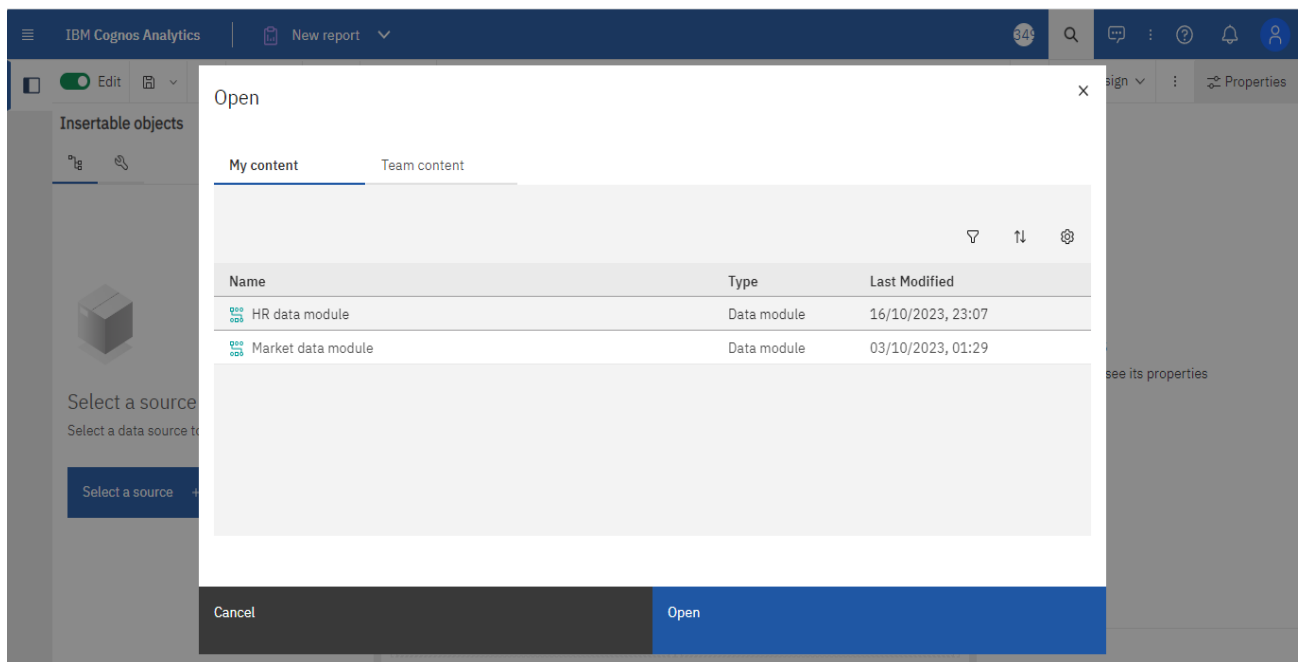 IBM Cognos Analytics New report 349
Edit Open sign Properties
Insertable objects
My content Team content
Name Type Last Modified
HR data module Data module 16/10/2023, 23:07
Market data module Data module 03/10/2023, 01:29
see its properties
Select a source
Select a data source to
Select a source +
Cancel Open